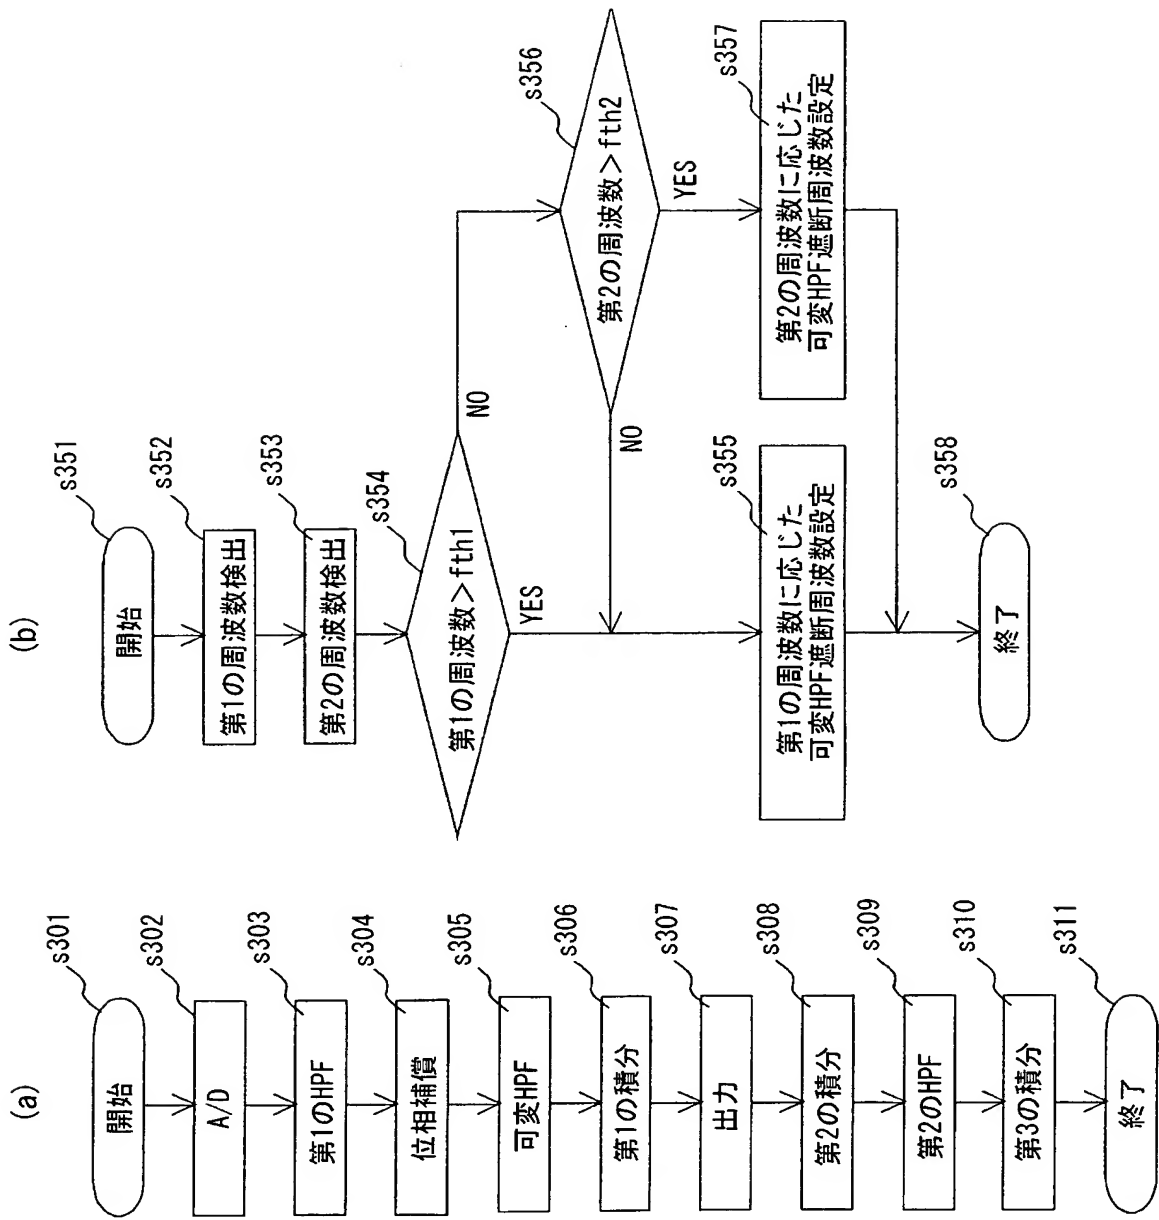 (a)
開始
s301
A/D
s302
第1のHPF
s303
位相補償
s304
可変HPF
s305
第1の積分
s306
出力
s307
第2の積分
s308
第2のHPF
s309
第3の積分
s310
終了
s311
(b)
開始
s351
第1の周波数検出
s352
第2の周波数検出
s353
第1の周波数>fth1
s354
NO
YES
第2の周波数>fth2
s356
NO
YES
第1の周波数に応じた
可変HPF遮断周波数設定
s355
第2の周波数に応じた
可変HPF遮断周波数設定
s357
終了
s358